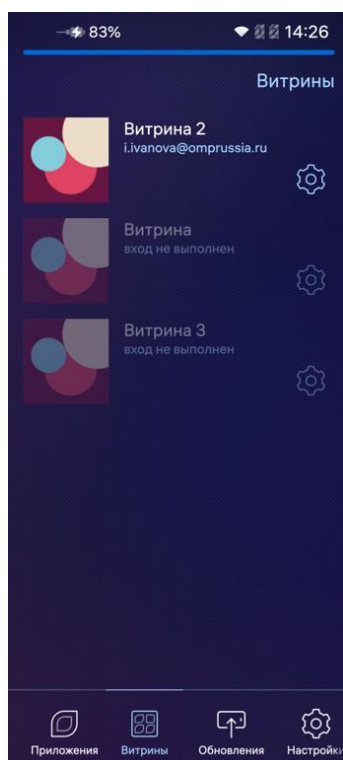 83%
14:26
Витрины
Витрина 2
i.ivanova@omprussia.ru
Витрина
вход не выполнен
Витрина 3
вход не выполнен
Приложения Витрины Обновления Настройки